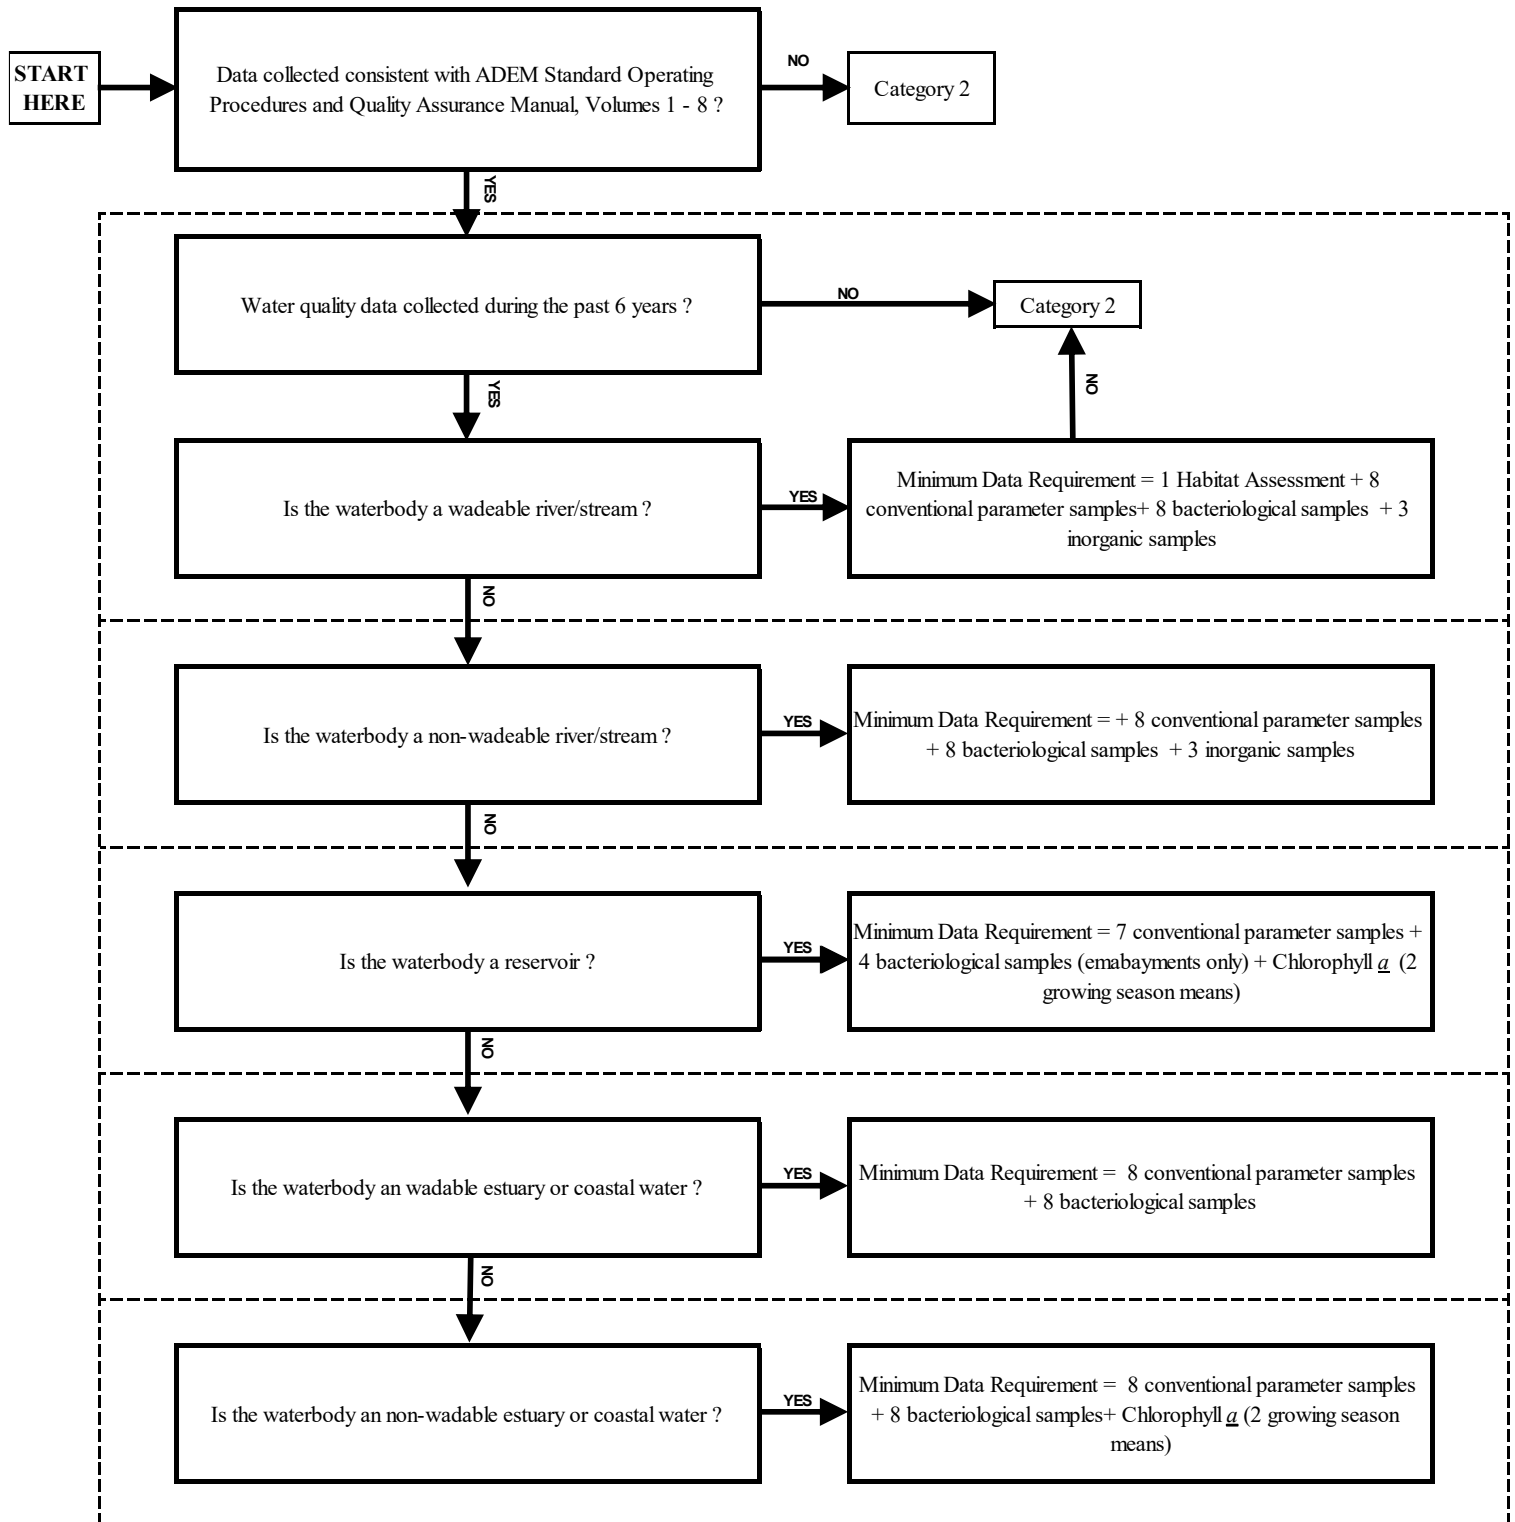 START
HERE
Data collected consistent with ADEM Standard Operating
Procedures and Quality Assurance Manual, Volumes 1 - 8 ?
NO
Category 2
YES
Water quality data collected during the past 6 years ?
NO
Category 2
YES
NO
Is the waterbody a wadeable river/stream ?
YES
Minimum Data Requirement = 1 Habitat Assessment + 8
conventional parameter samples+ 8 bacteriological samples + 3
inorganic samples
NO
Is the waterbody a non-wadeable river/stream ?
YES
Minimum Data Requirement = + 8 conventional parameter samples
+ 8 bacteriological samples + 3 inorganic samples
NO
Is the waterbody a reservoir ?
YES
Minimum Data Requirement = 7 conventional parameter samples +
4 bacteriological samples (emabayments only) + Chlorophyll a (2
growing season means)
NO
Is the waterbody an wadable estuary or coastal water ?
YES
Minimum Data Requirement = 8 conventional parameter samples
+ 8 bacteriological samples
NO
Is the waterbody an non-wadable estuary or coastal water ?
YES
Minimum Data Requirement = 8 conventional parameter samples
+ 8 bacteriological samples+ Chlorophyll a (2 growing season
means)